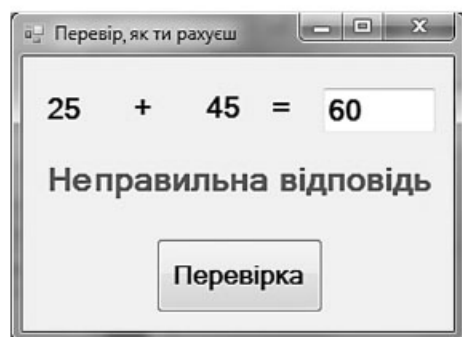 Перевір, як ти рахуєш
25 + 45 = 60
Неправильна відповідь
Перевірка